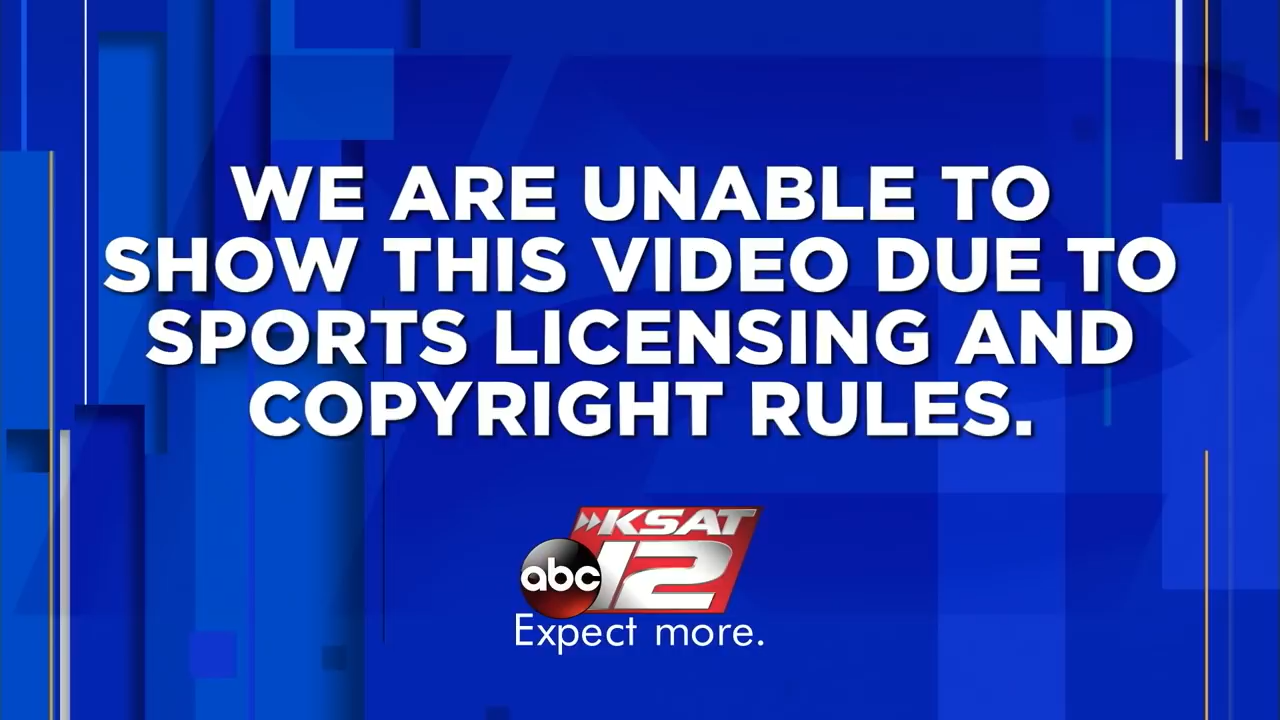 WE ARE UNABLE TO
SHOW THIS VIDEO DUE TO
SPORTS LICENSING AND
COPYRIGHT RULES.
KSAT
abc 12
Expect more.